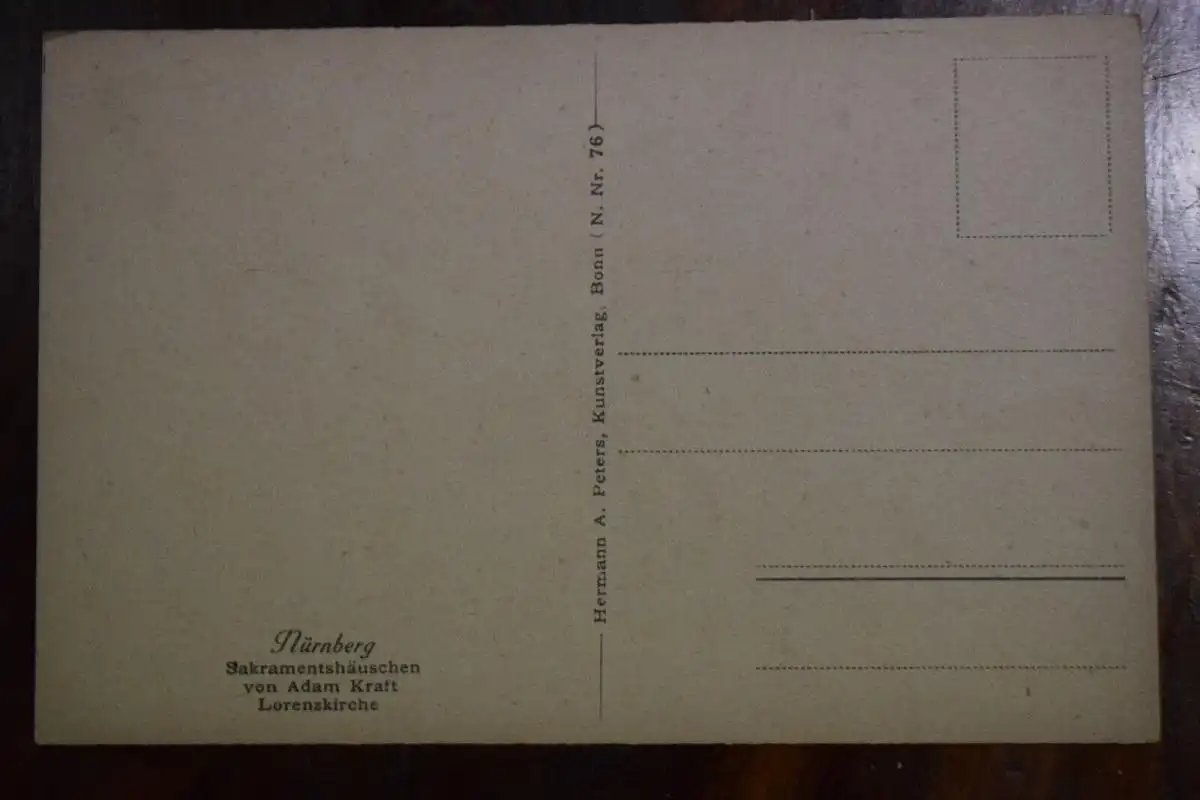 Nürnberg
Sakramentshäuschen
von Adam Kraft
Lorenzkirche
Hermann A. Peters, Kunstverlag, Bonn (N. Nr. 76)